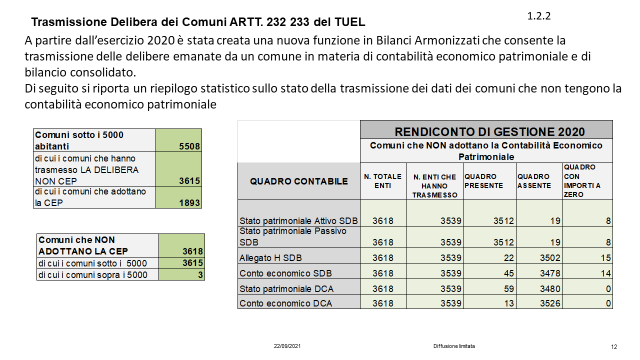 1.2.2
Trasmissione Delibera dei Comuni ARTT. 232 233 del TUEL
A partire dall'esercizio 2020 è stata creata una nuova funzione in Bilanci Armonizzati che consente la
trasmissione delle delibere emanate da un comune in materia di contabilità economico patrimoniale e di
bilancio consolidato.
Di seguito si riporta un riepilogo statistico sullo stato della trasmissione dei dati dei comuni che non tengono la
contabilità economico patrimoniale
Comuni sotto i 5000
abitanti 5508
di cui i comuni che hanno
trasmesso LA DELIBERA
NON CEP 3615
di cui i comuni che adottano
la CEP 1893
Comuni che NON
ADOTTANO LA CEP 3618
di cui i comuni sotto i 5000 3615
di cui i comuni sopra i 5000 3
RENDICONTO DI GESTIONE 2020
Comuni che NON adottano la Contabilità Economico
Patrimoniale
QUADRO CONTABILE
N. TOTALE
ENTI
N. ENTI CHE
HANNO
TRASMESSO
QUADRO
PRESENTE
QUADRO
ASSENTE
QUADRO
CON
IMPORTI A
ZERO
Stato patrimoniale Attivo SDB 3618 3539 3512 19 8
Stato patrimoniale Passivo
SDB 3618 3539 3512 19 8
Allegato H SDB 3618 3539 22 3502 15
Conto economico SDB 3618 3539 45 3478 14
Stato patrimoniale DCA 3618 3539 59 3480 0
Conto economico DCA 3618 3539 13 3526 0
22/09/2021 Diffusione limitata 12